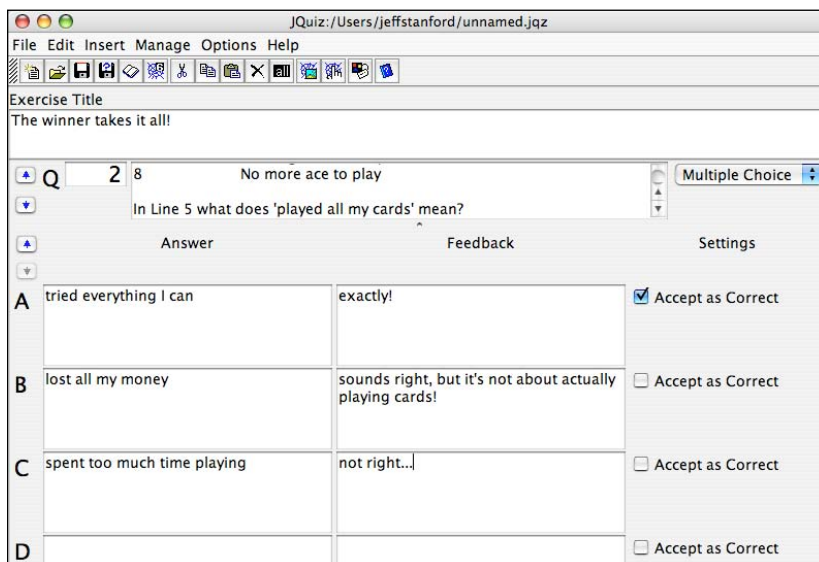 JQuiz:/Users/jeffstanford/unnamed.jqz
File Edit Insert Manage Options Help
all
Exercise Title
The winner takes it all!
Q 2 8 No more ace to play
Multiple Choice
In Line 5 what does 'played all my cards' mean?
Answer Feedback Settings
A tried everything I can exactly! Accept as Correct
B lost all my money sounds right, but it's not about actually
playing cards! Accept as Correct
C spent too much time playing not right... Accept as Correct
D Accept as Correct